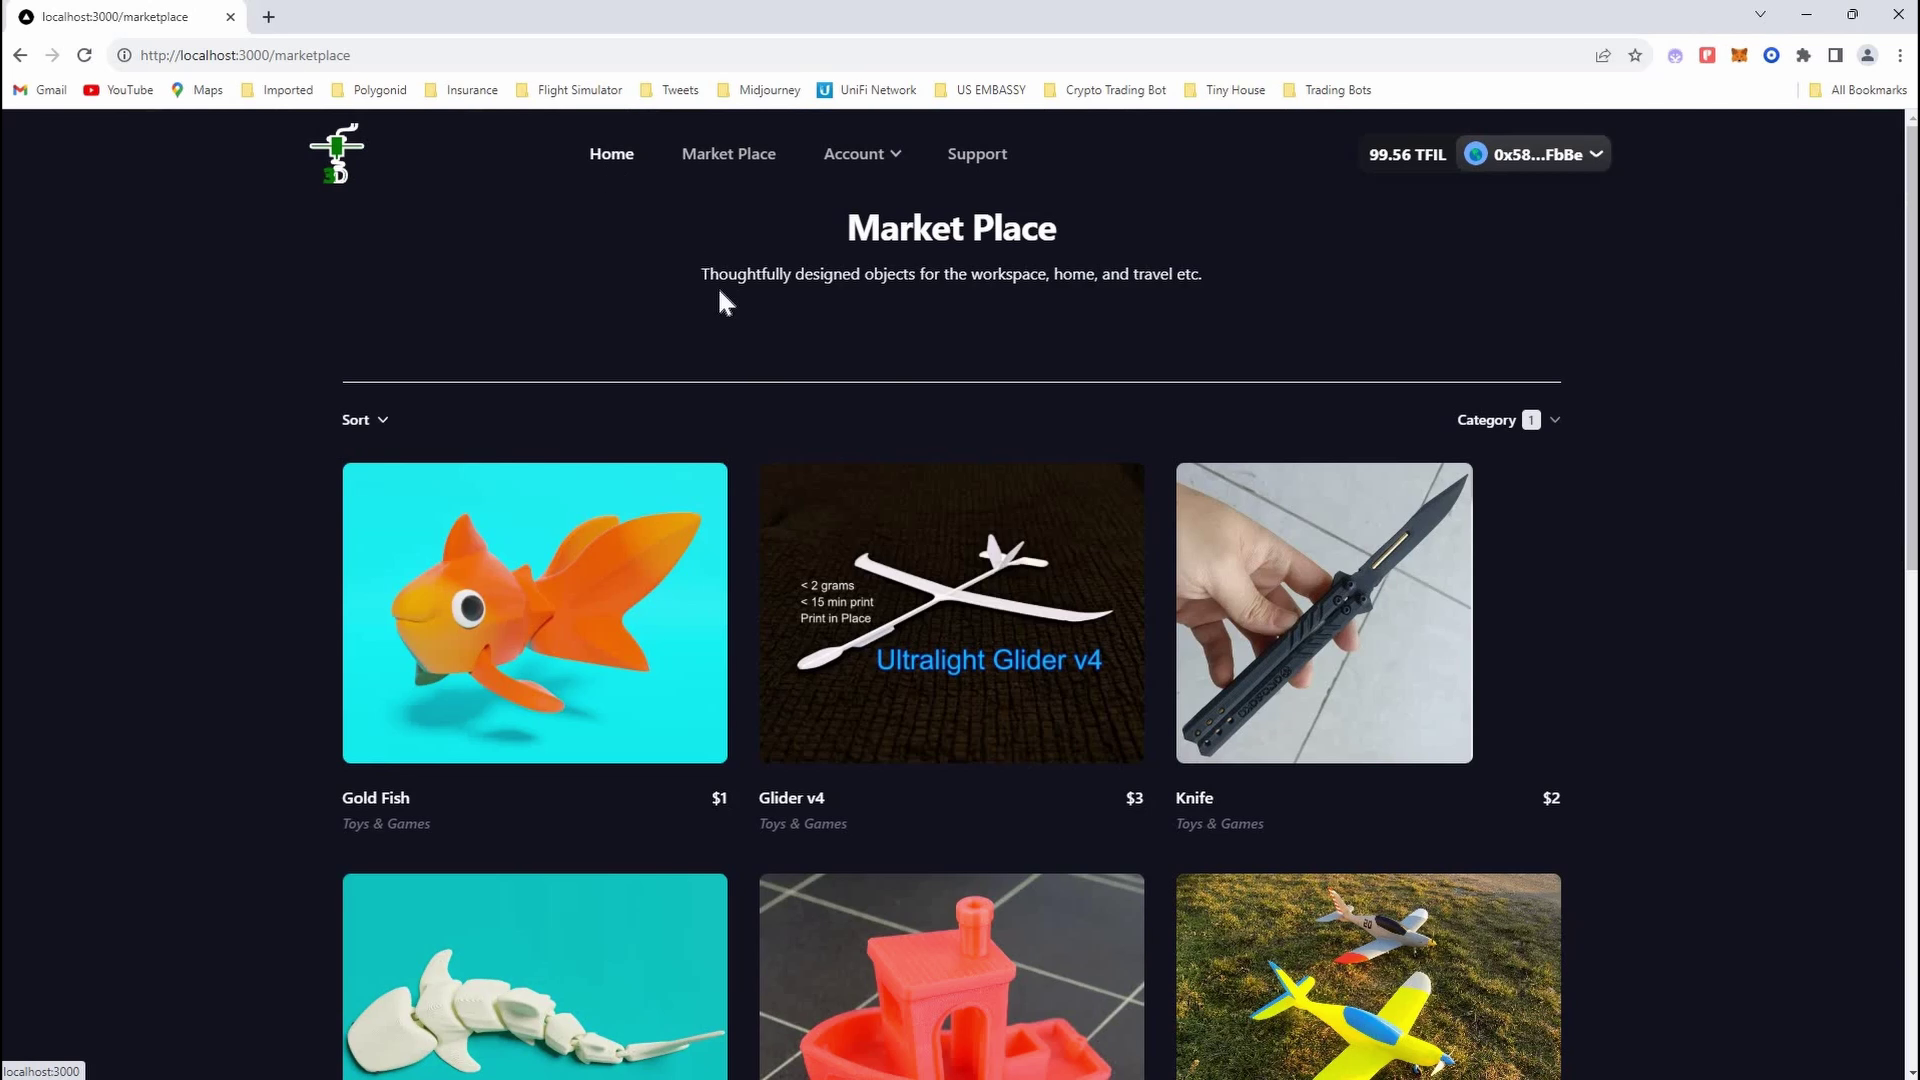 localhost:3000/marketplace
http://localhost:3000/marketplace
Gmail YouTube Maps Imported Polygonid Insurance Flight Simulator Tweets Midjourney UniFi Network US EMBASSY Crypto Trading Bot Tiny House Trading Bots All Bookmarks
3D Home Market Place Account Support 99.56 TFIL 0x58...FbBe
Market Place
Thoughtfully designed objects for the workspace, home, and travel etc.
Sort Category 1
< 2 grams
< 15 min print
Print in Place
Ultralight Glider v4
Gold Fish $1 Glider v4 $3 Knife $2
Toys & Games Toys & Games Toys & Games
localhost:3000